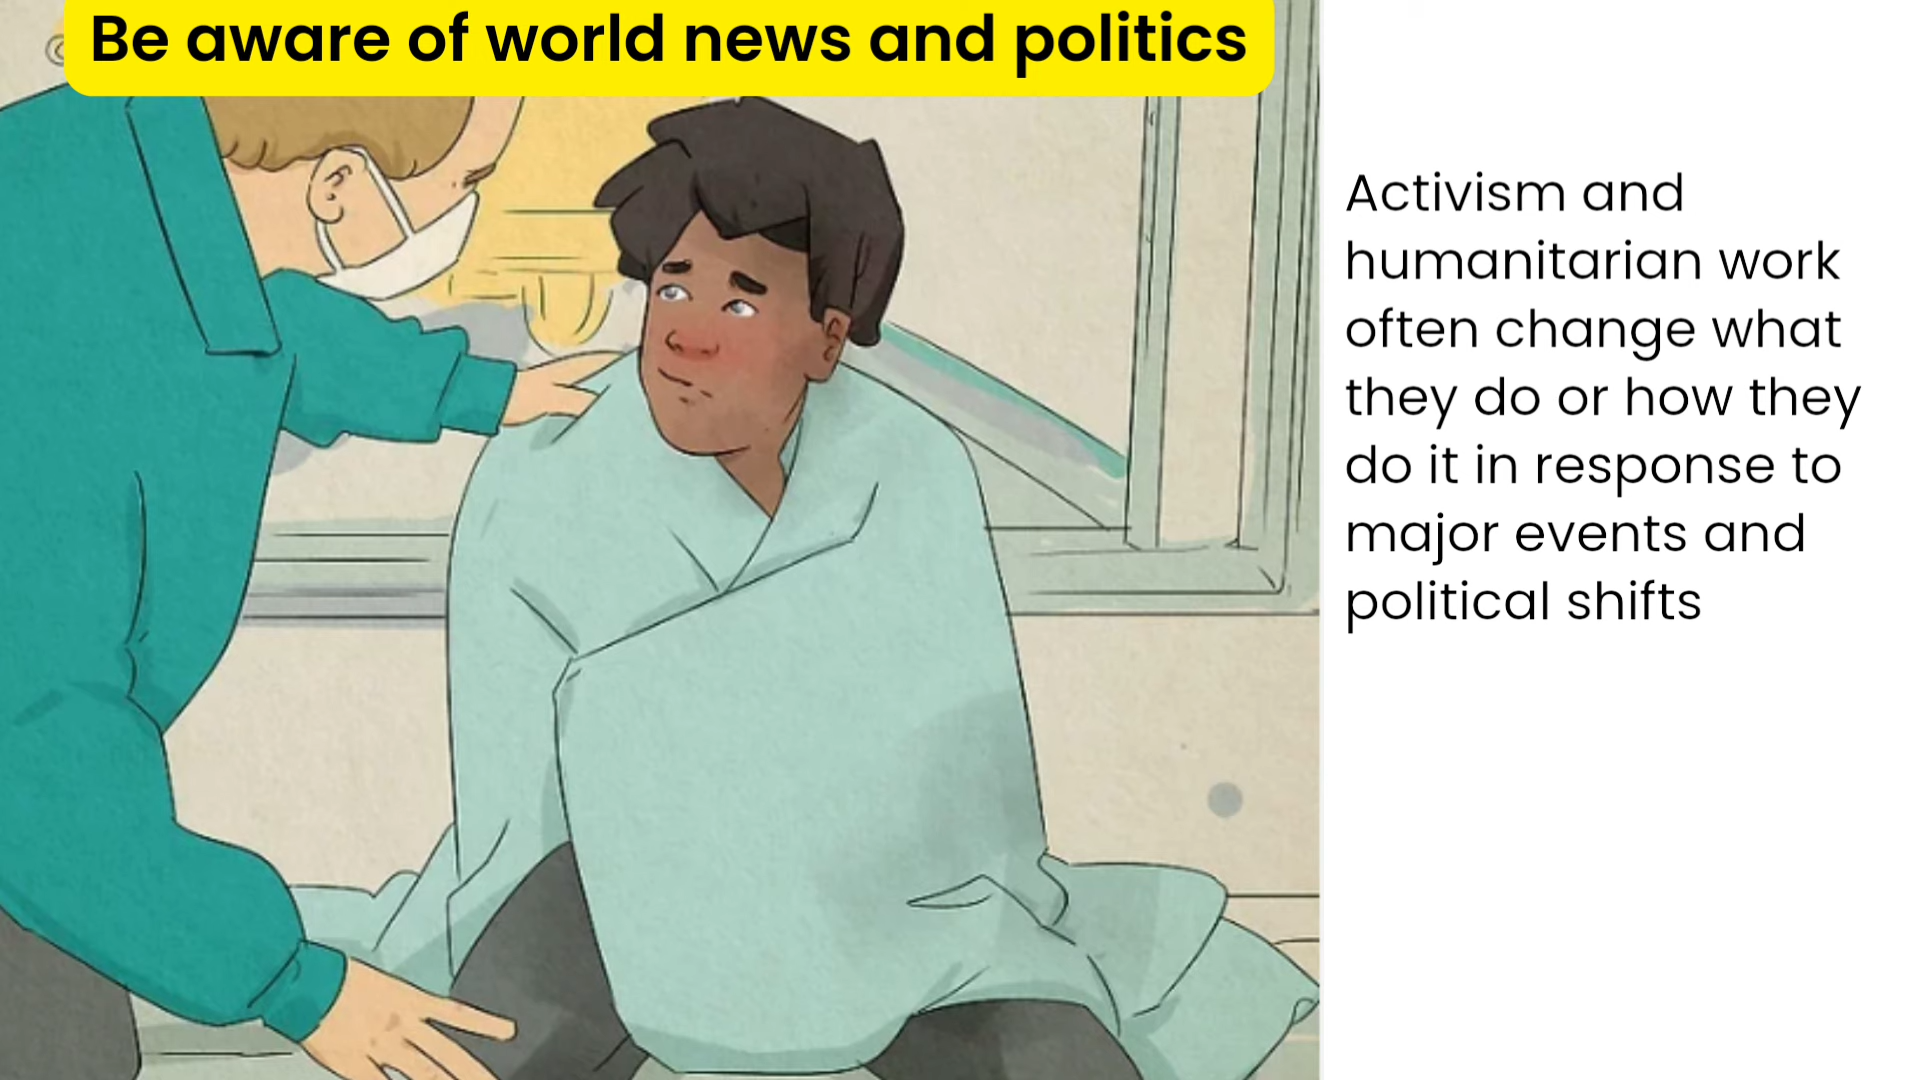 Be aware of world news and politics
Activism and
humanitarian work
often change what
they do or how they
do it in response to
major events and
political shifts